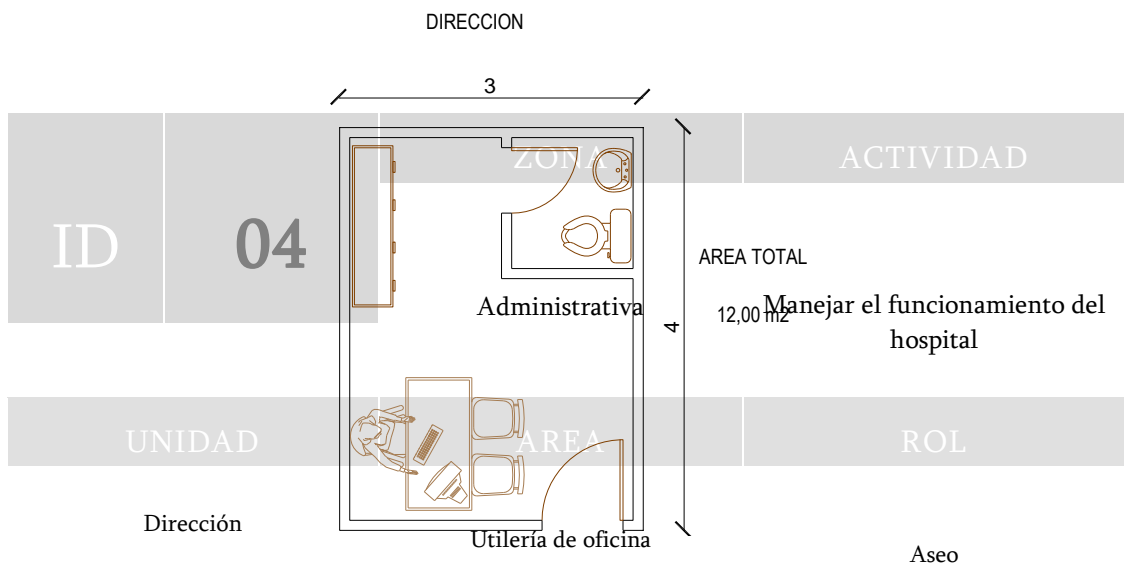 DIRECCION
3
ZONA
ACTIVIDAD
ID
04
AREA TOTAL
12,00 m2
4
Administrativa
Manejar el funcionamiento del
hospital
UNIDAD
AREA
ROL
Dirección
Utilería de oficina
Aseo